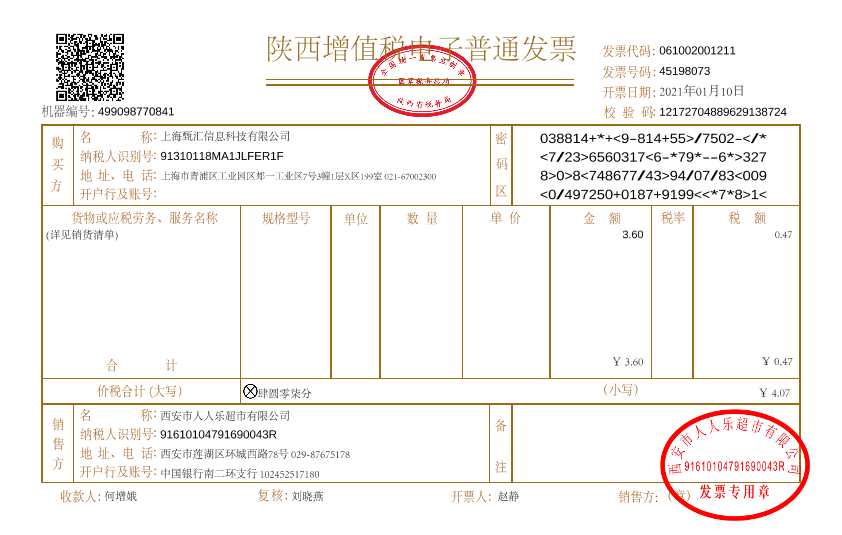 陕西增值税电子普通发票
全国统一发票监制章
国家税务总局
陕西省税务局
发票代码: 061002001211
发票号码: 45198073
开票日期: 2021年01月10日
机器编号: 499098770841
校 验 码: 12172704889629138724
购买方
名 称: 上海甄汇信息科技有限公司
纳税人识别号: 91310118MA1JLFER1F
地 址、电 话: 上海市青浦区工业园区郏一工业区7号3幢1层X区199室 021-67002300
开户行及账号:
密码区
038814+*+<9-814+55>/7502-</*
<7/23>6560317<6-*79*--6*>327
8>0>8<748677/43>94/07/83<009
<0/497250+0187+9199<<*7*8>1<
货物或应税劳务、服务名称 规格型号 单位 数 量 单 价 金 额 税率 税 额
(详见销货清单) 3.60 0.47
合 计 ¥ 3.60 ¥ 0.47
价税合计(大写) ⊗肆圆零柒分 (小写) ¥ 4.07
销售方
名 称: 西安市人人乐超市有限公司
纳税人识别号: 91610104791690043R
地 址、电 话: 西安市莲湖区环城西路78号 029-87675178
开户行及账号: 中国银行南二环支行 102452517180
备注
西安市人人乐超市有限公司
91610104791690043R
发票专用章
收款人: 何增娥 复核: 刘晓燕 开票人: 赵静 销售方: (章)